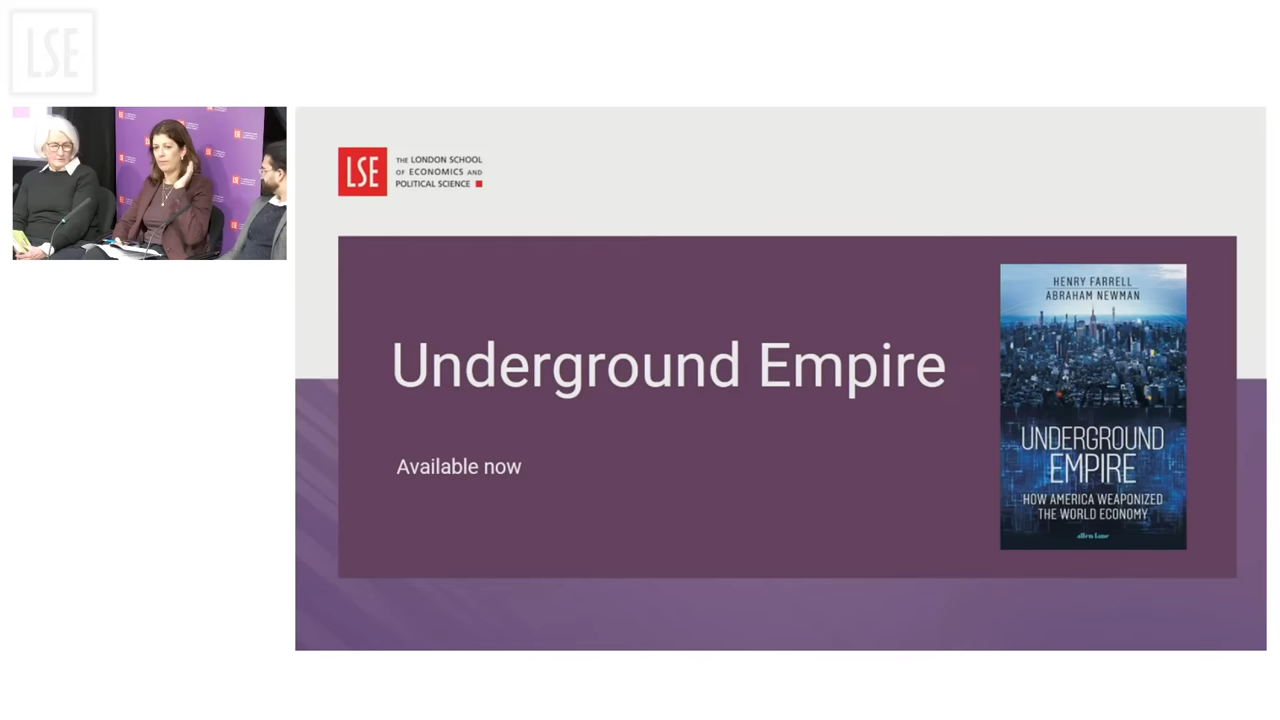 LSE
LSE
THE LONDON SCHOOL
OF ECONOMICS AND
POLITICAL SCIENCE
Underground Empire
Available now
HENRY FARRELL
ABRAHAM NEWMAN
UNDERGROUND
EMPIRE
HOW AMERICA WEAPONIZED
THE WORLD ECONOMY
allen lane